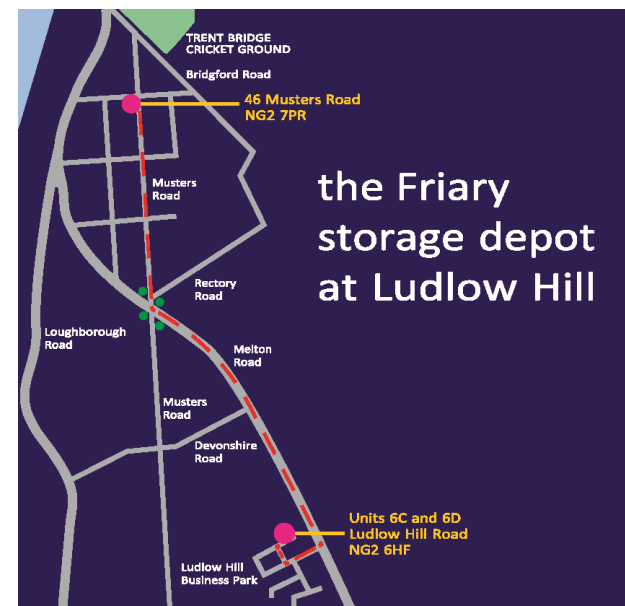 TRENT BRIDGE
CRICKET GROUND
Bridgford Road
46 Musters Road
NG2 7PR
the Friary
storage depot
at Ludlow Hill
Musters
Road
Rectory
Road
Loughborough
Road
Melton
Road
Musters
Road
Devonshire
Road
Units 6C and 6D
Ludlow Hill Road
NG2 6HF
Ludlow Hill
Business Park